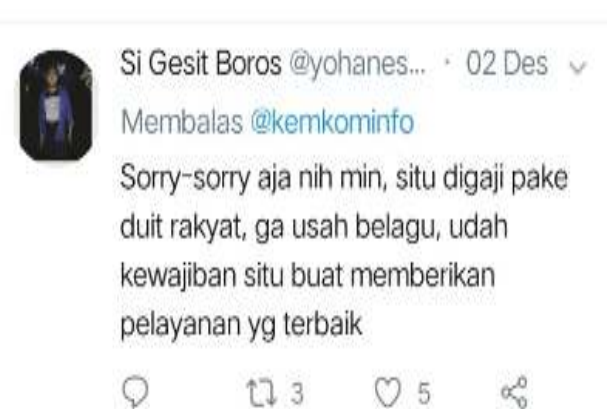 Si Gesit Boros @yohanes... · 02 Des
Membalas @kemkominfo
Sorry-sorry aja nih min, situ digaji pake
duit rakyat, ga usah belagu, udah
kewajiban situ buat memberikan
pelayanan yg terbaik
3 5